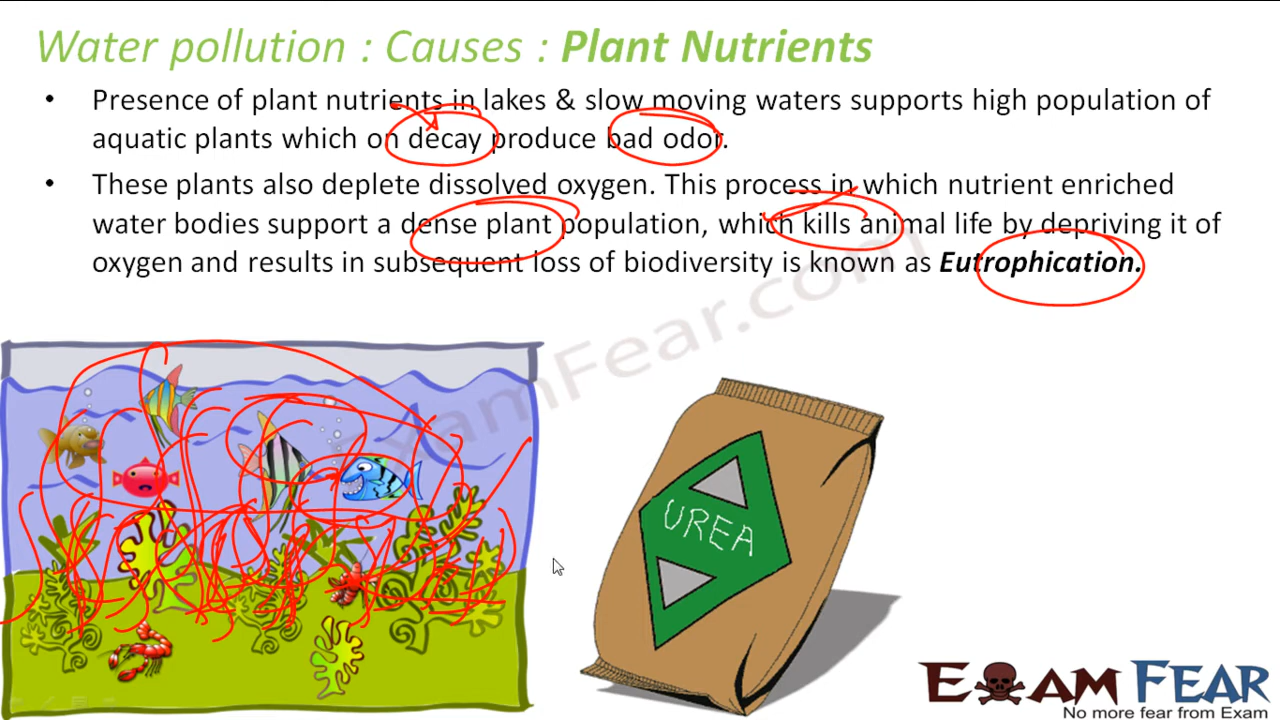 Water pollution : Causes : Plant Nutrients
• Presence of plant nutrients in lakes & slow moving waters supports high population of
aquatic plants which on decay produce bad odor.
• These plants also deplete dissolved oxygen. This process in which nutrient enriched
water bodies support a dense plant population, which kills animal life by depriving it of
oxygen and results in subsequent loss of biodiversity is known as Eutrophication.
xamFear.com
UREA
EXAM FEAR
No more fear from Exam